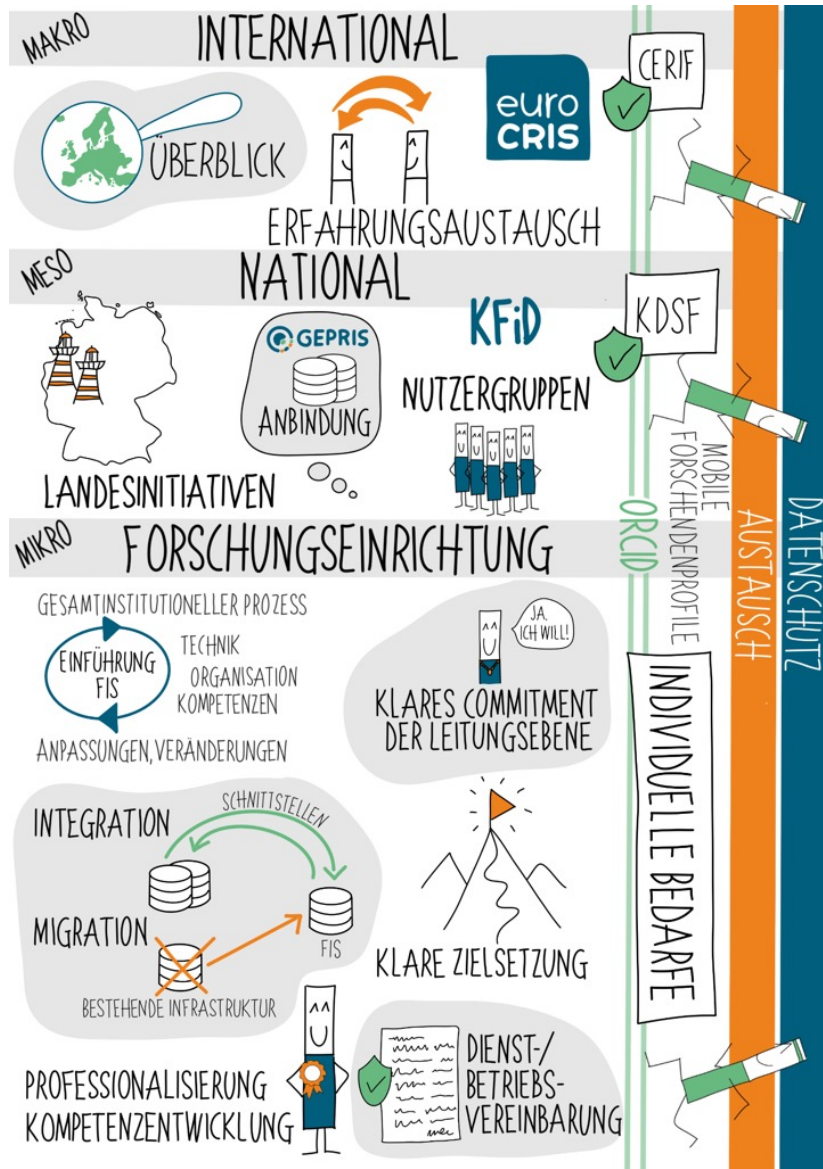 MAKRO
INTERNATIONAL
ÜBERBLICK
ERFAHRUNGSAUSTAUSCH
euro
CRIS
CERIF
MESO
NATIONAL
LANDESINITIATIVEN
GEPRIS
ANBINDUNG
KFiD
NUTZERGRUPPEN
KDSF
MIKRO
FORSCHUNGSEINRICHTUNG
GESAMTINSTITUTIONELLER PROZESS
EINFÜHRUNG
FIS
TECHNIK
ORGANISATION
KOMPETENZEN
ANPASSUNGEN, VERÄNDERUNGEN
JA,
ICH WILL!
KLARES COMMITMENT
DER LEITUNGSEBENE
INTEGRATION
SCHNITTSTELLEN
MIGRATION
FIS
BESTEHENDE INFRASTRUKTUR
KLARE ZIELSETZUNG
PROFESSIONALISIERUNG
KOMPETENZENTWICKLUNG
DIENST-/
BETRIEBS-
VEREINBARUNG
ORCID
MOBILE
FORSCHENDENPROFILE
INDIVIDUELLE BEDARFE
AUSTAUSCH
DATENSCHUTZ